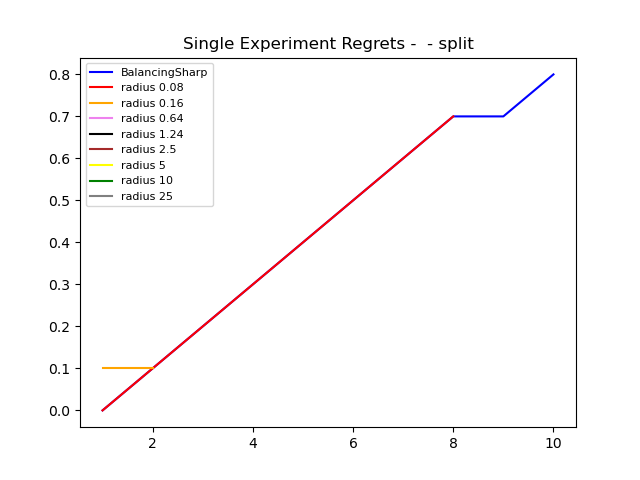 Single Experiment Regrets -  - split
BalancingSharp
radius 0.08
radius 0.16
radius 0.64
radius 1.24
radius 2.5
radius 5
radius 10
radius 25
0.8
0.7
0.6
0.5
0.4
0.3
0.2
0.1
0.0
2 4 6 8 10